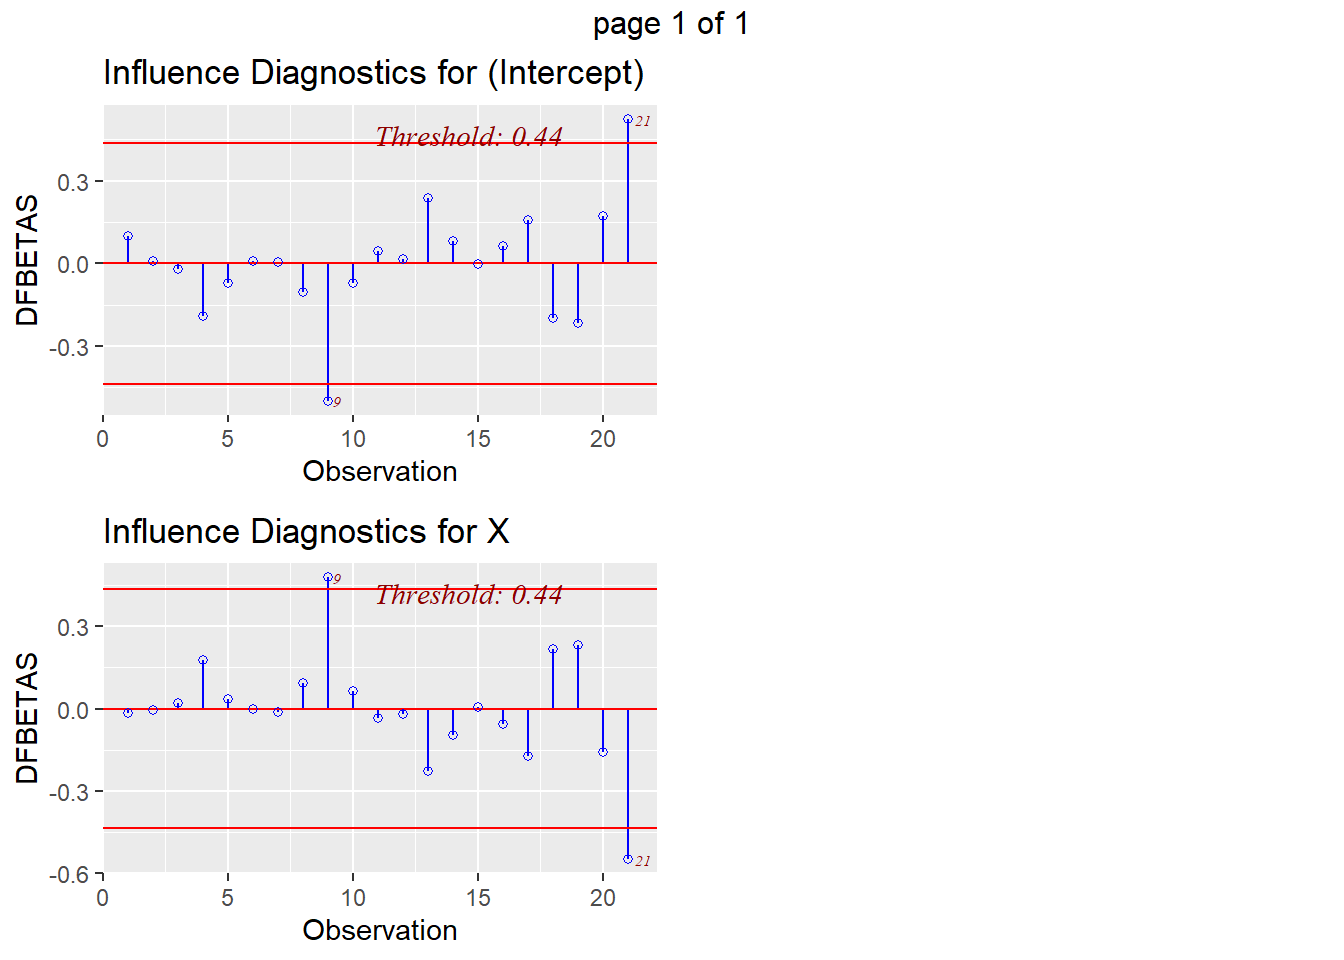 page 1 of 1
Influence Diagnostics for (Intercept)
Threshold: 0.44
21
0.3
0.0
-0.3
9
DFBETAS
0 5 10 15 20
Observation
Influence Diagnostics for X
9
Threshold: 0.44
0.3
0.0
-0.3
21
-0.6
DFBETAS
0 5 10 15 20
Observation